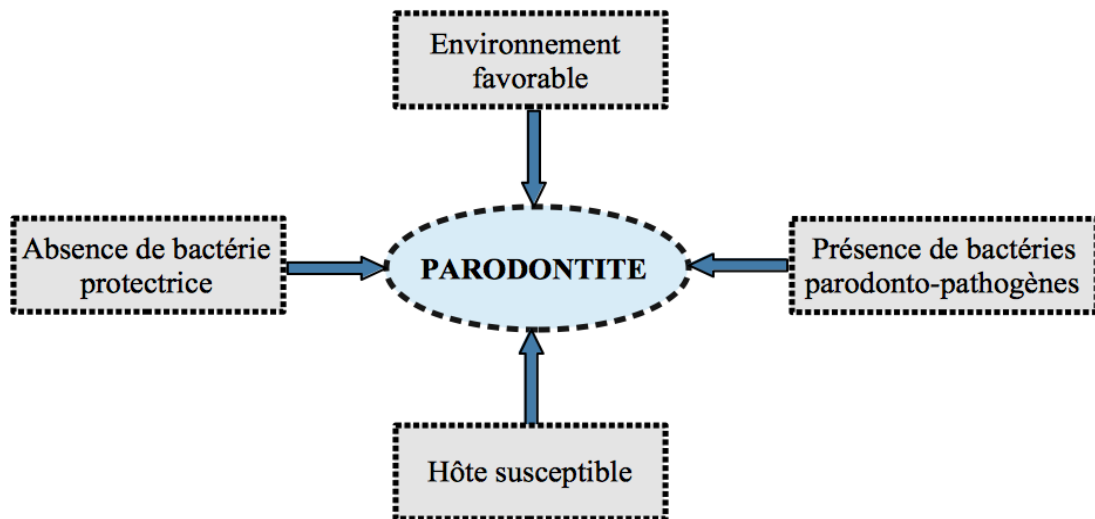 Environnement
favorable
Absence de bactérie
protectrice
PARODONTITE
Présence de bactéries
parodonto-pathogènes
Hôte susceptible